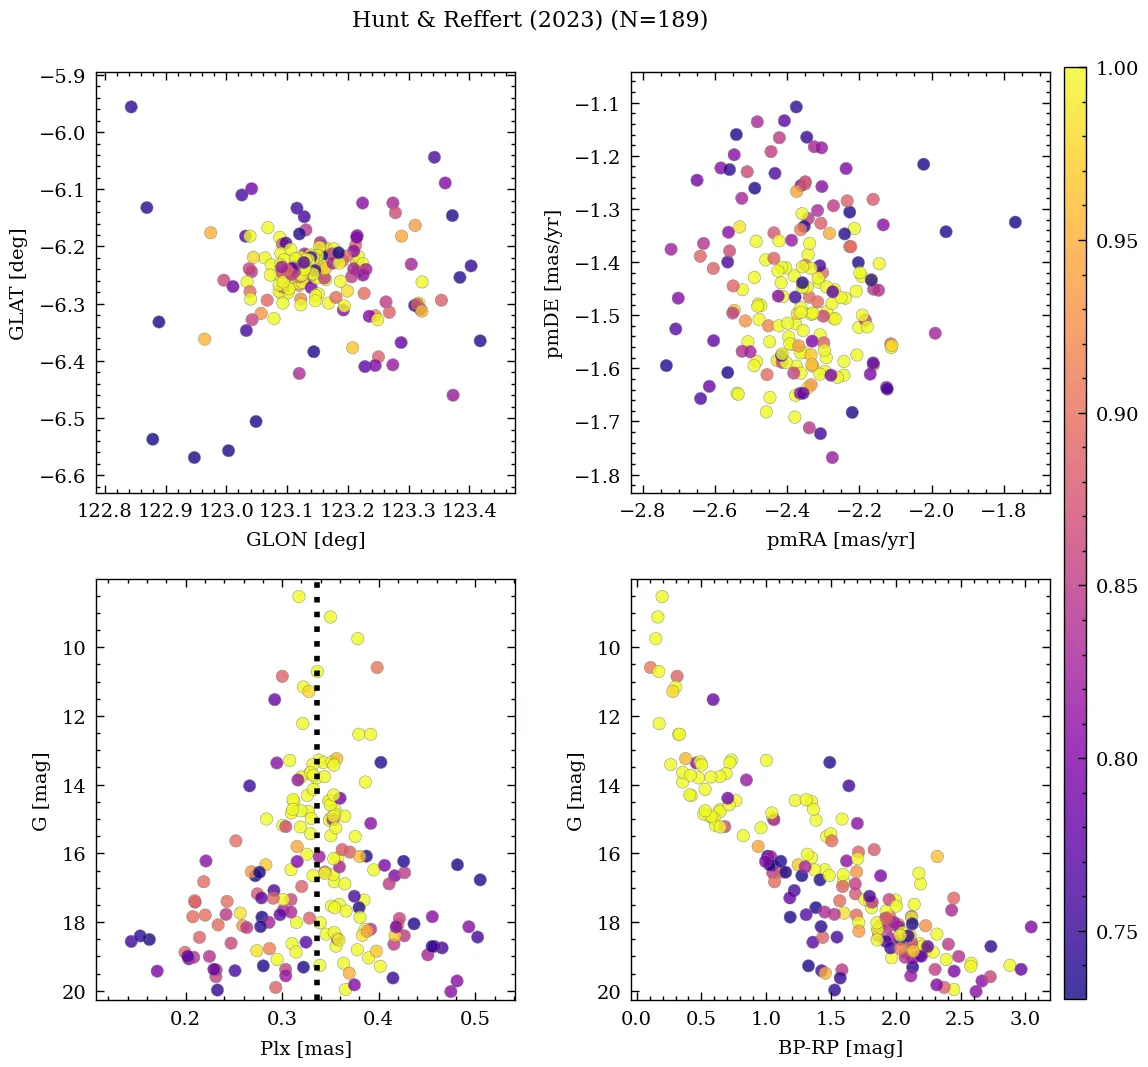 Hunt & Reffert (2023) (N=189)
−5.9
−6.0
−6.1
−6.2
−6.3
−6.4
−6.5
−6.6
GLAT [deg]
122.8 122.9 123.0 123.1 123.2 123.3 123.4
GLON [deg]
−1.1
−1.2
−1.3
−1.4
−1.5
−1.6
−1.7
−1.8
pmDE [mas/yr]
−2.8 −2.6 −2.4 −2.2 −2.0 −1.8
pmRA [mas/yr]
10
12
14
16
18
20
G [mag]
0.2 0.3 0.4 0.5
Plx [mas]
10
12
14
16
18
20
G [mag]
0.0 0.5 1.0 1.5 2.0 2.5 3.0
BP-RP [mag]
1.00
0.95
0.90
0.85
0.80
0.75